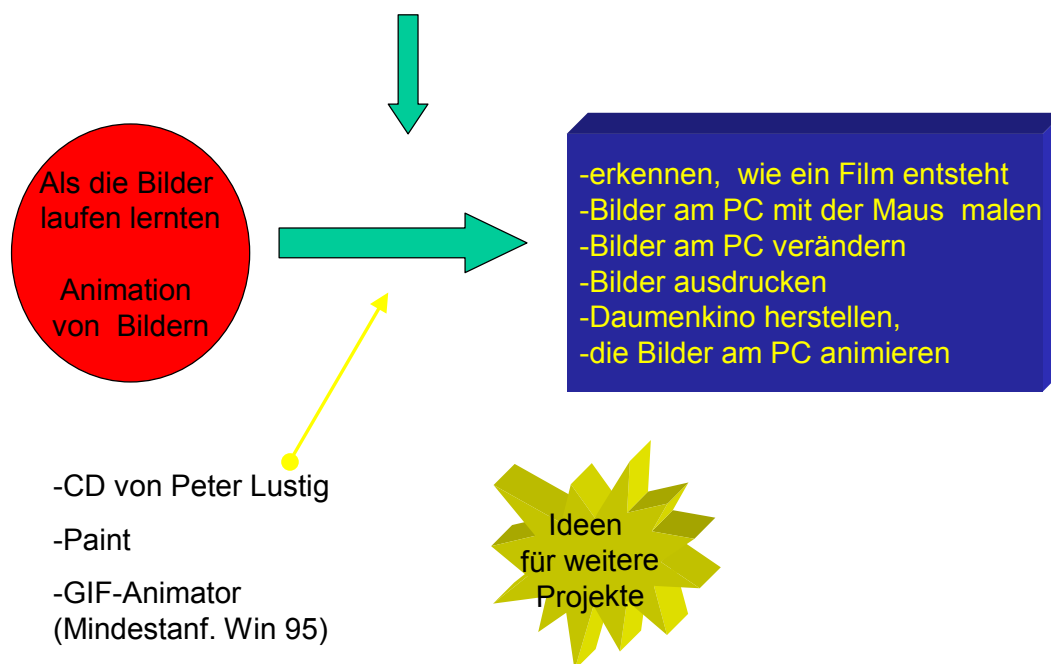 Als die Bilder
laufen lernten
Animation
von Bildern
-erkennen, wie ein Film entsteht
-Bilder am PC mit der Maus malen
-Bilder am PC verändern
-Bilder ausdrucken
-Daumenkino herstellen,
-die Bilder am PC animieren
-CD von Peter Lustig
-Paint
-GIF-Animator
(Mindestanf. Win 95)
Ideen
für weitere
Projekte